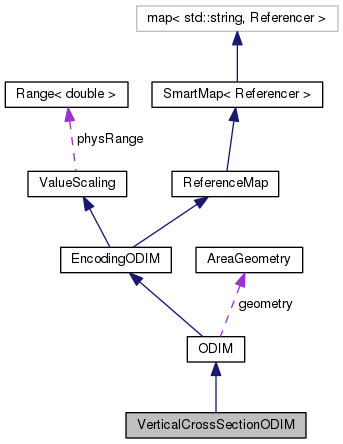 map< std::string, Referencer >
Range< double >
SmartMap< Referencer >
physRange
ValueScaling
ReferenceMap
EncodingODIM
AreaGeometry
geometry
ODIM
VerticalCrossSectionODIM